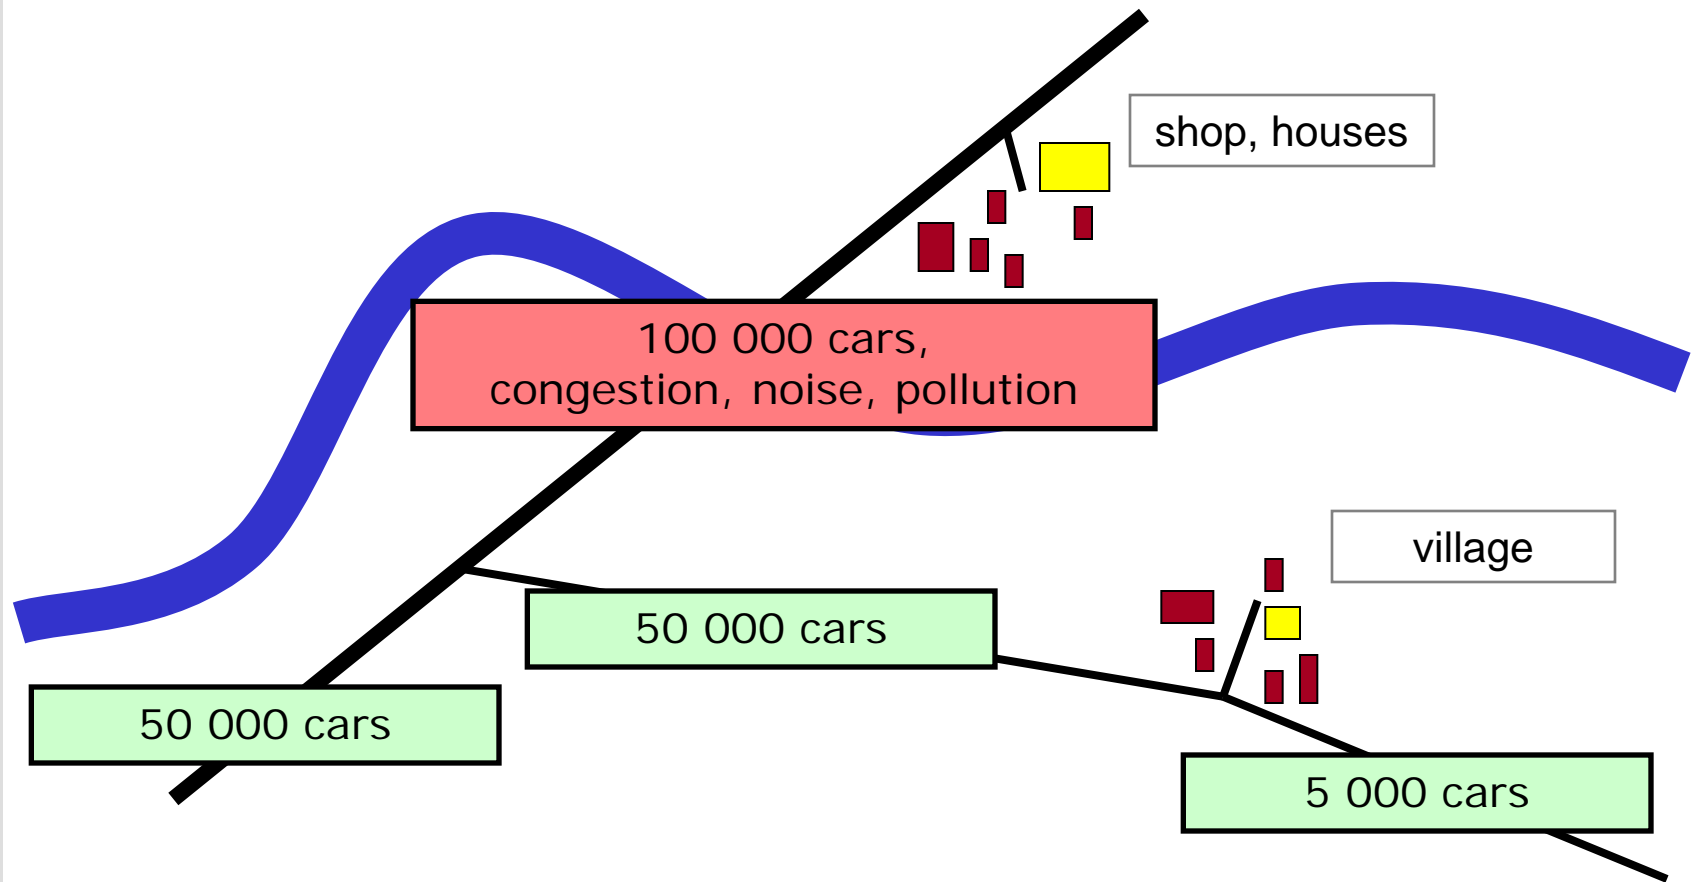 shop, houses
100 000 cars,
congestion, noise, pollution
village
50 000 cars
50 000 cars
5 000 cars